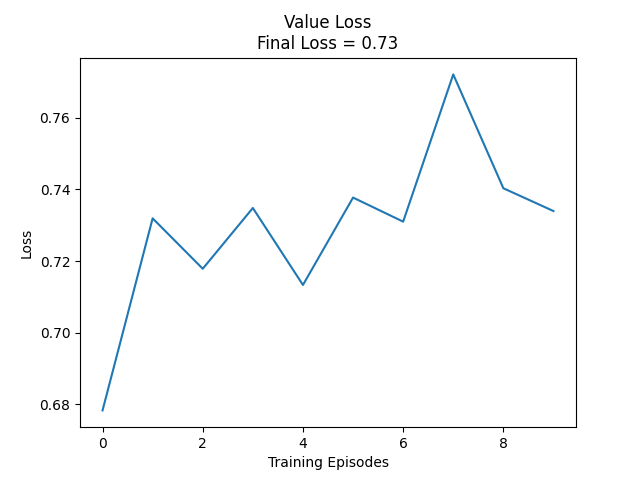 Value Loss
Final Loss = 0.73
0.76
0.74
0.72
0.70
0.68
Loss
0
2
4
6
8
Training Episodes